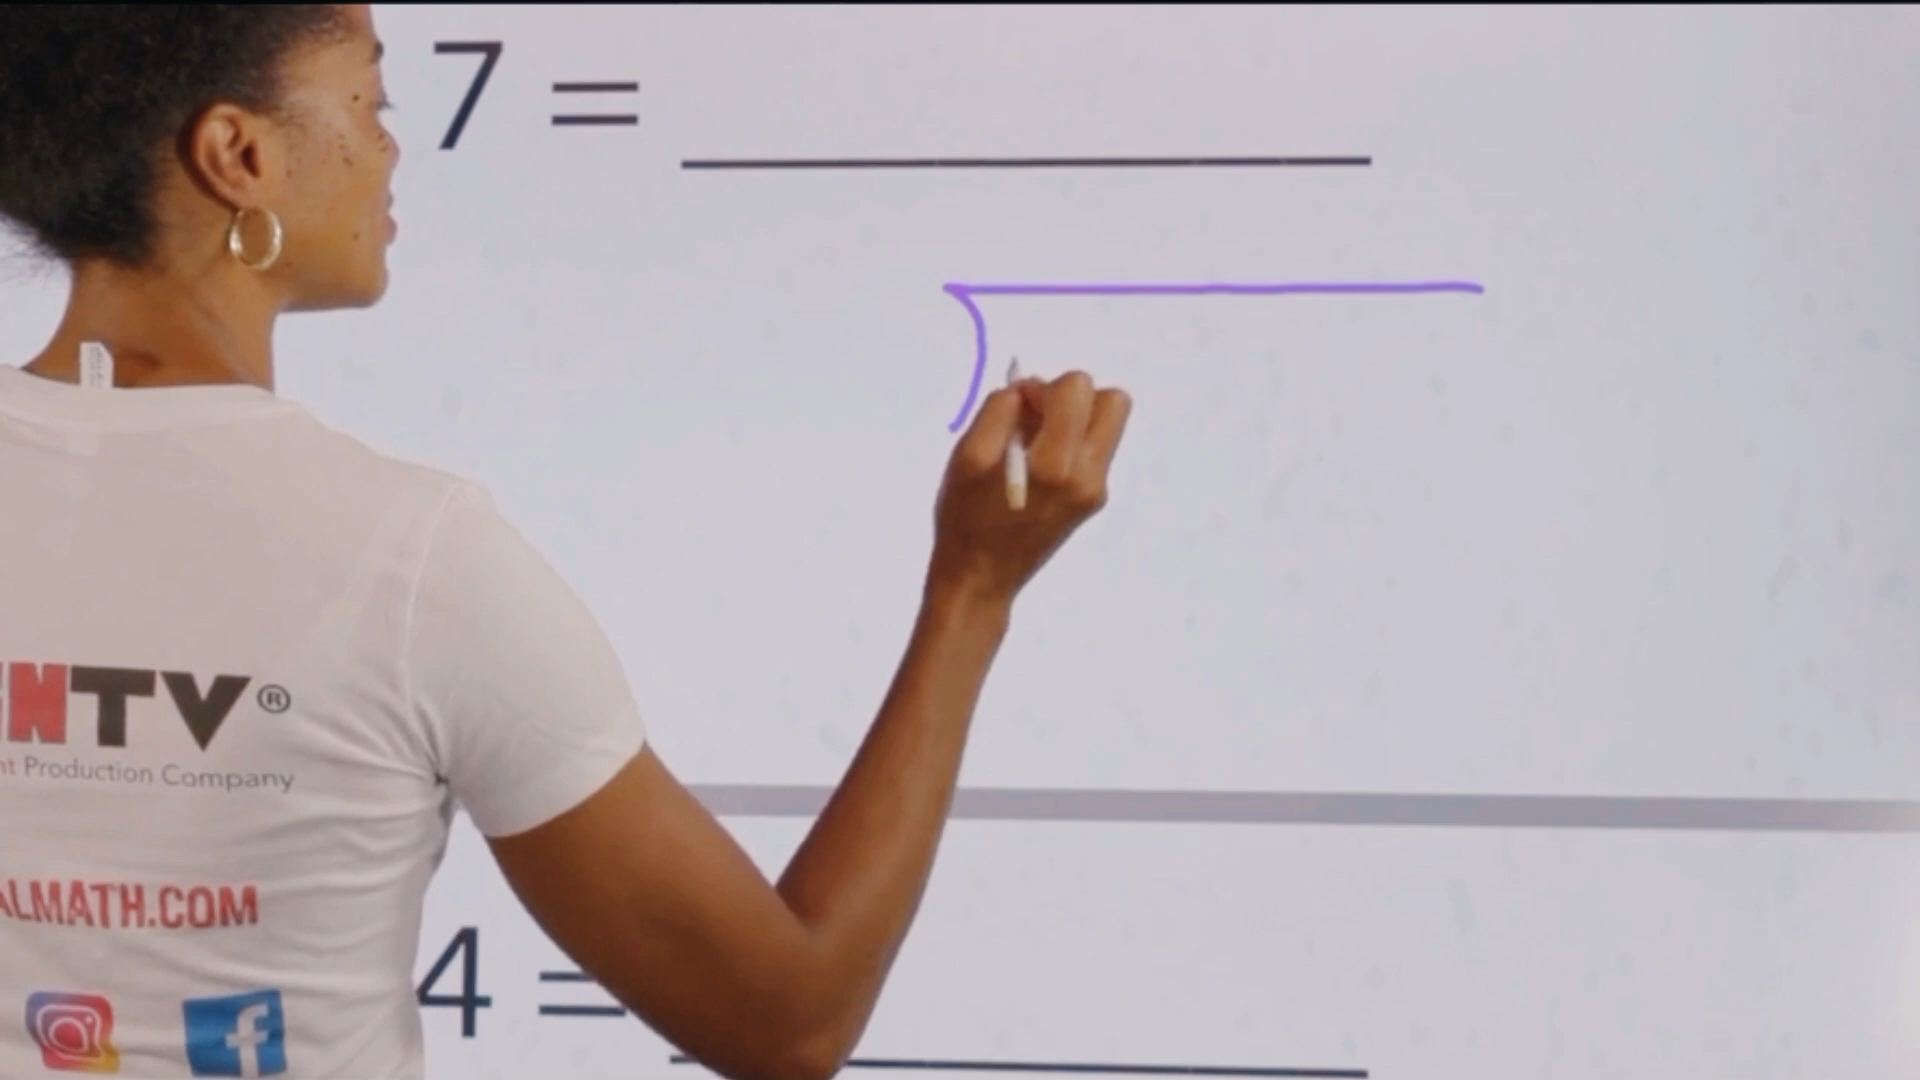 7 =
NTV®
nt Production Company
ALMATH.COM
4 =